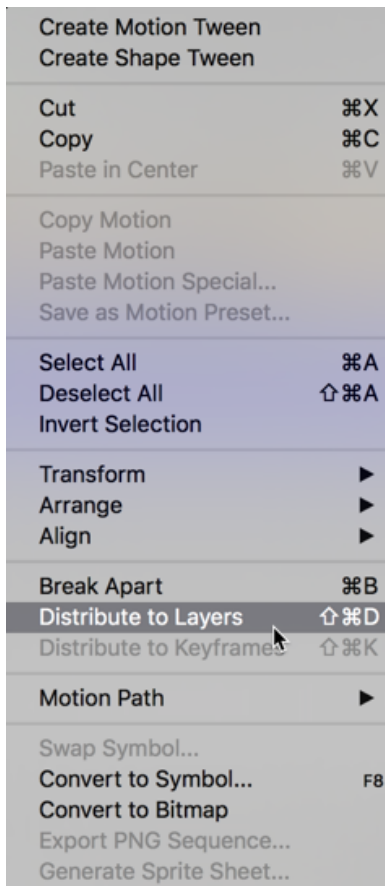 Create Motion Tween
Create Shape Tween
Cut ⌘X
Copy ⌘C
Paste in Center ⌘V
Copy Motion
Paste Motion
Paste Motion Special...
Save as Motion Preset...
Select All ⌘A
Deselect All ⇧⌘A
Invert Selection
Transform ▶
Arrange ▶
Align ▶
Break Apart ⌘B
Distribute to Layers ⇧⌘D
Distribute to Keyframes ⇧⌘K
Motion Path ▶
Swap Symbol...
Convert to Symbol... F8
Convert to Bitmap
Export PNG Sequence...
Generate Sprite Sheet...